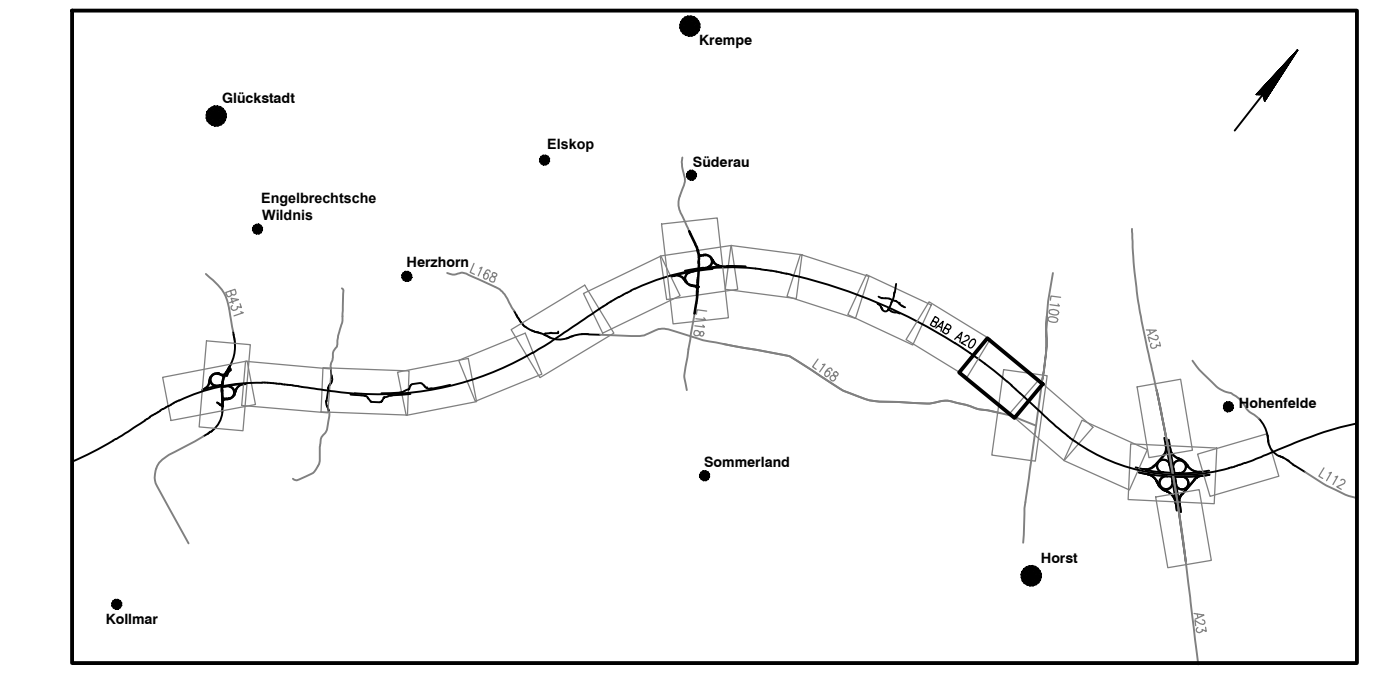 Krempe
Glückstadt
Elskop
Süderau
Engelbrechtsche
Wildnis
Herzhorn
L168
B431
L118
BAB A20
L100
A23
L168
Hohenfelde
Sommerland
L112
Horst
Kollmar
A23